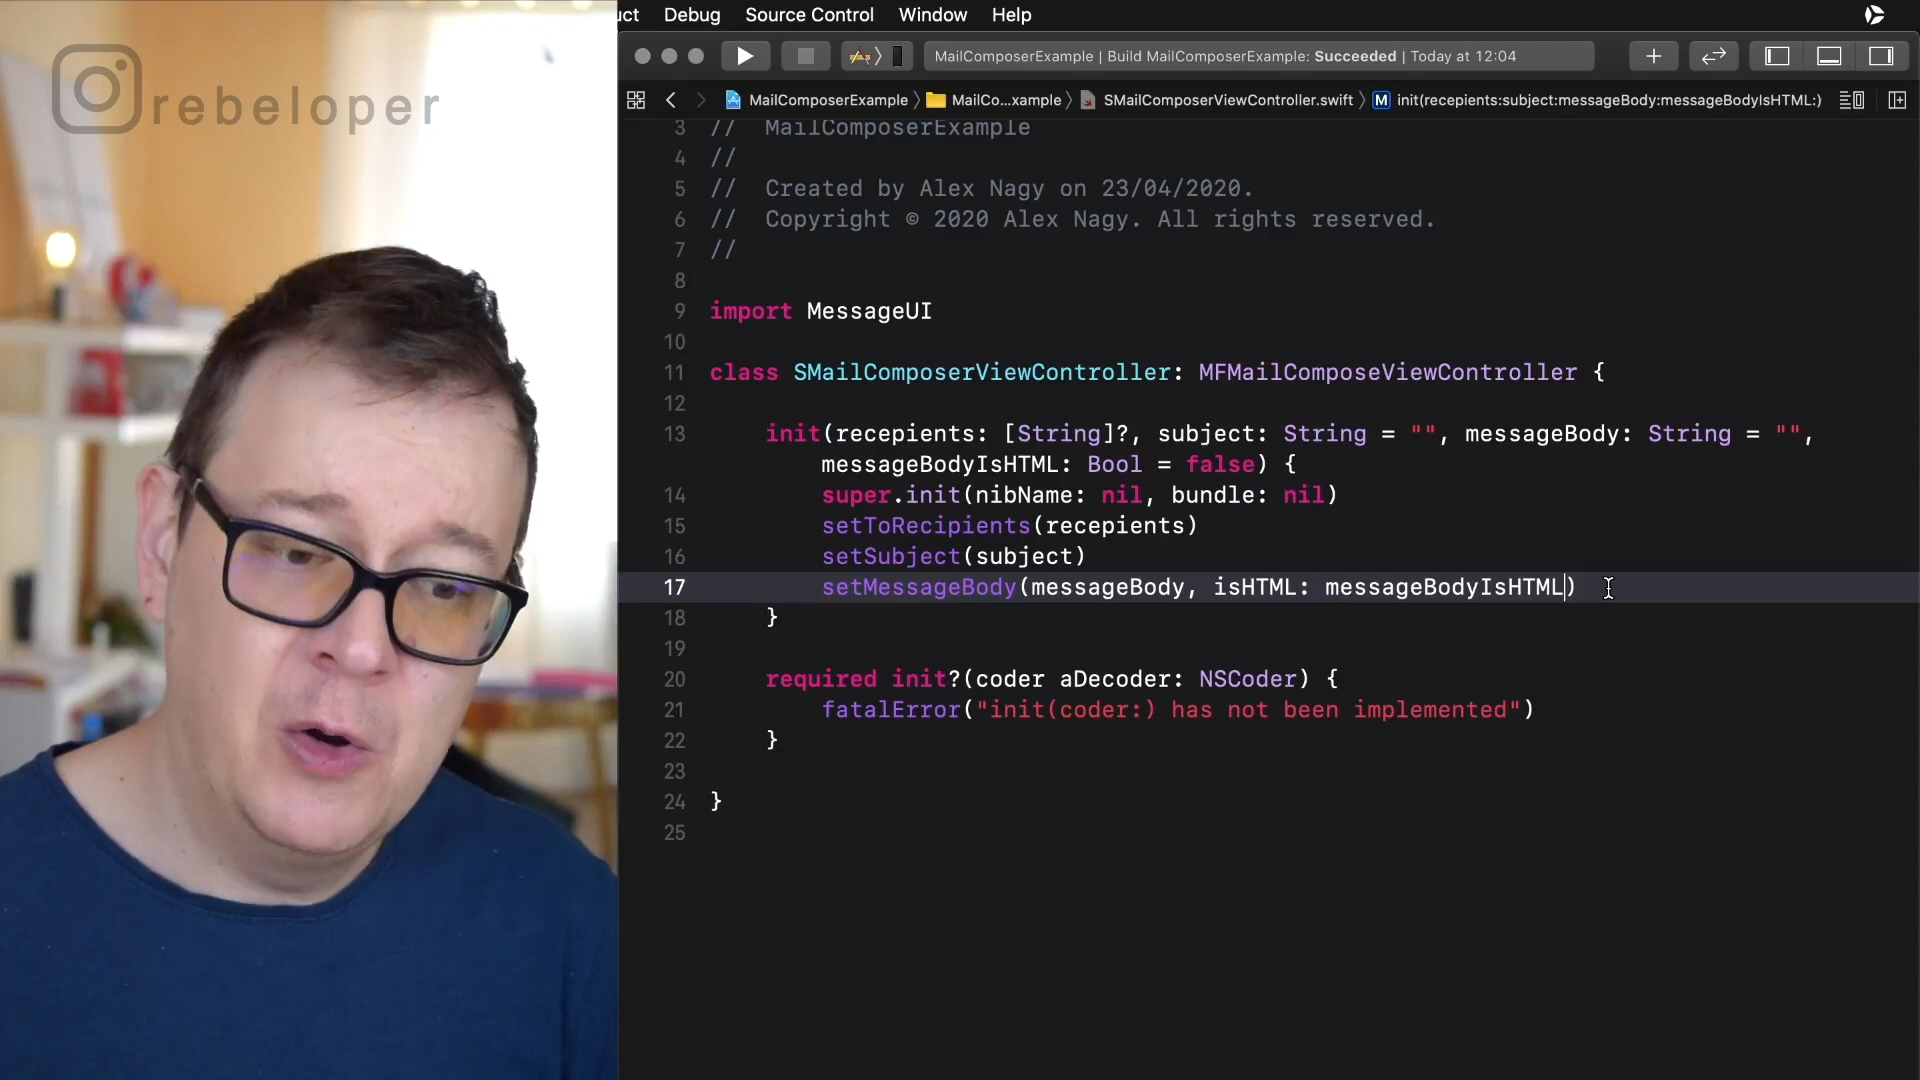 uct Debug Source Control Window Help
rebeloper
MailComposerExample | Build MailComposerExample: Succeeded | Today at 12:04
MailComposerExample MailCo...xample SMailComposerViewController.swift M init(recepients:subject:messageBody:messageBodyIsHTML:)
3 // MailComposerExample
4 //
5 // Created by Alex Nagy on 23/04/2020.
6 // Copyright © 2020 Alex Nagy. All rights reserved.
7 //
8
9 import MessageUI
10
11 class SMailComposerViewController: MFMailComposeViewController {
12
13 init(recepients: [String]?, subject: String = "", messageBody: String = "",
messageBodyIsHTML: Bool = false) {
14 super.init(nibName: nil, bundle: nil)
15 setToRecipients(recepients)
16 setSubject(subject)
17 setMessageBody(messageBody, isHTML: messageBodyIsHTML)
18 }
19
20 required init?(coder aDecoder: NSCoder) {
21 fatalError("init(coder:) has not been implemented")
22 }
23
24 }
25